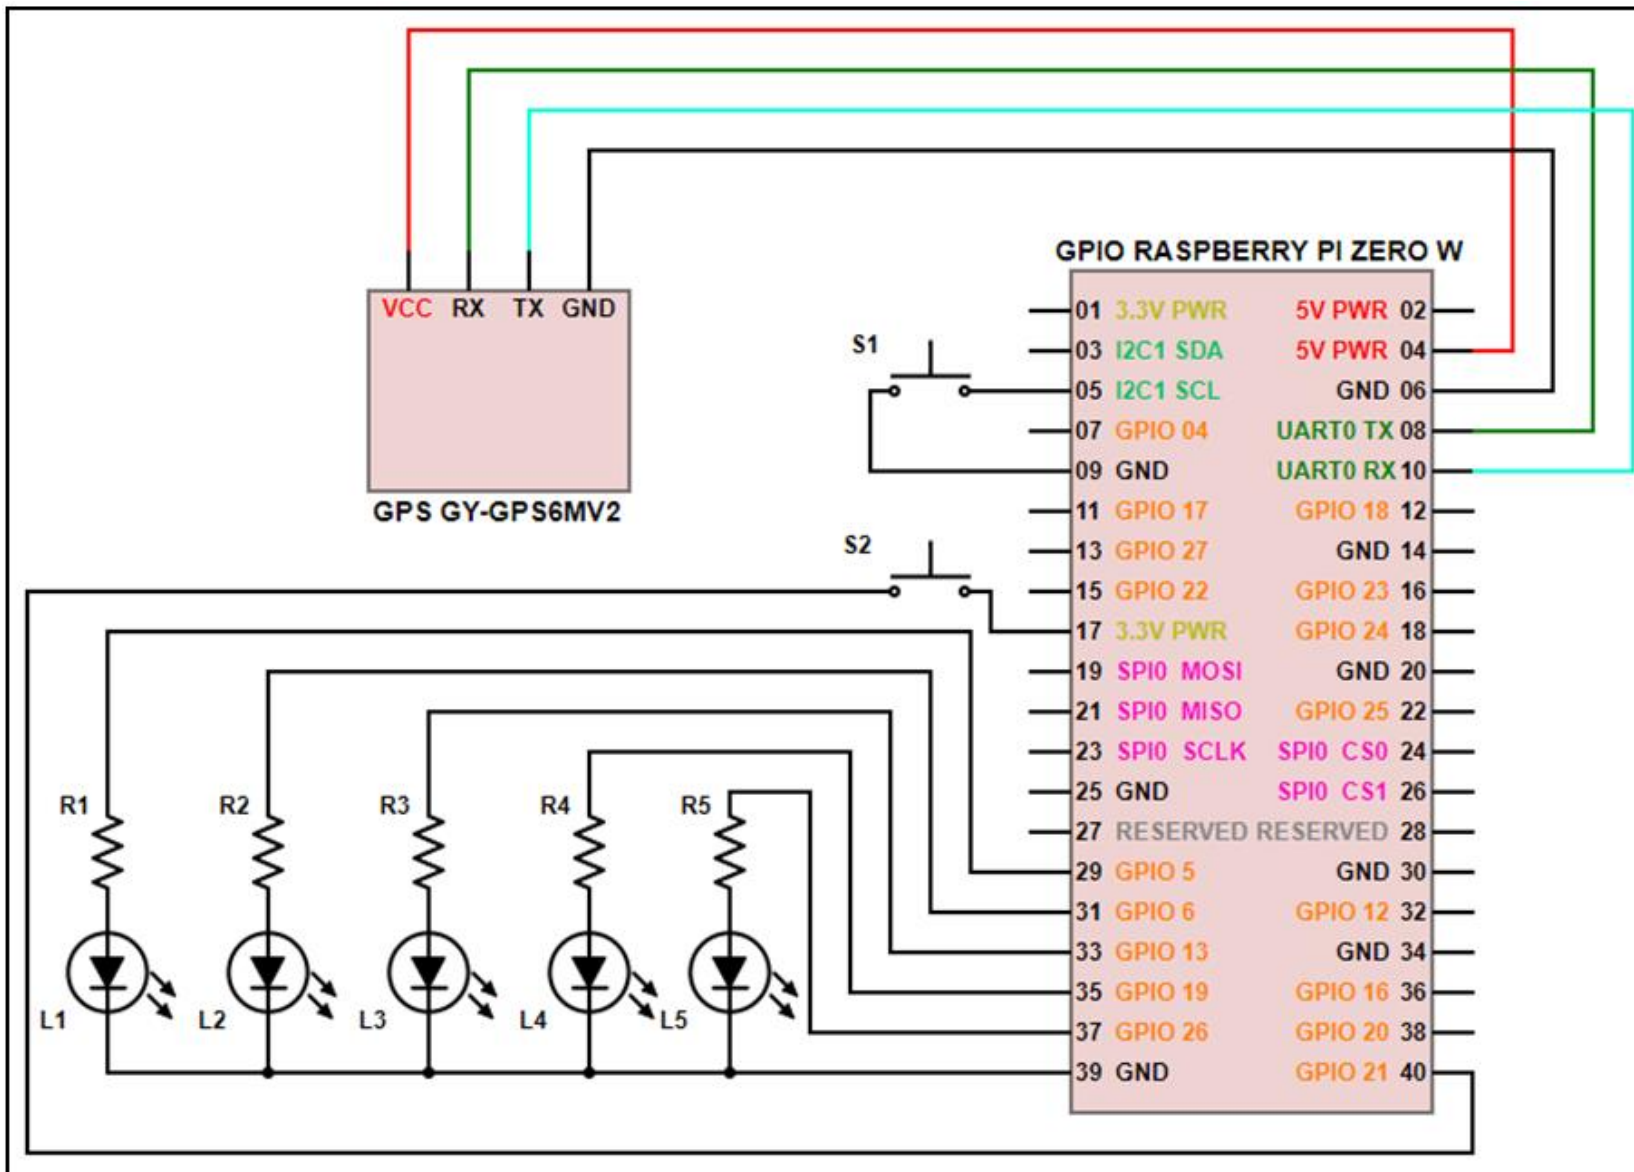 GPIO RASPBERRY PI ZERO W
VCC RX TX GND
GPS GY-GPS6MV2
S1
S2
01 3.3V PWR 5V PWR 02
03 I2C1 SDA 5V PWR 04
05 I2C1 SCL GND 06
07 GPIO 04 UART0 TX 08
09 GND UART0 RX 10
11 GPIO 17 GPIO 18 12
13 GPIO 27 GND 14
15 GPIO 22 GPIO 23 16
17 3.3V PWR GPIO 24 18
19 SPI0 MOSI GND 20
21 SPI0 MISO GPIO 25 22
23 SPI0 SCLK SPI0 CS0 24
25 GND SPI0 CS1 26
27 RESERVED RESERVED 28
29 GPIO 5 GND 30
31 GPIO 6 GPIO 12 32
33 GPIO 13 GND 34
35 GPIO 19 GPIO 16 36
37 GPIO 26 GPIO 20 38
39 GND GPIO 21 40
R1 R2 R3 R4 R5
L1 L2 L3 L4 L5